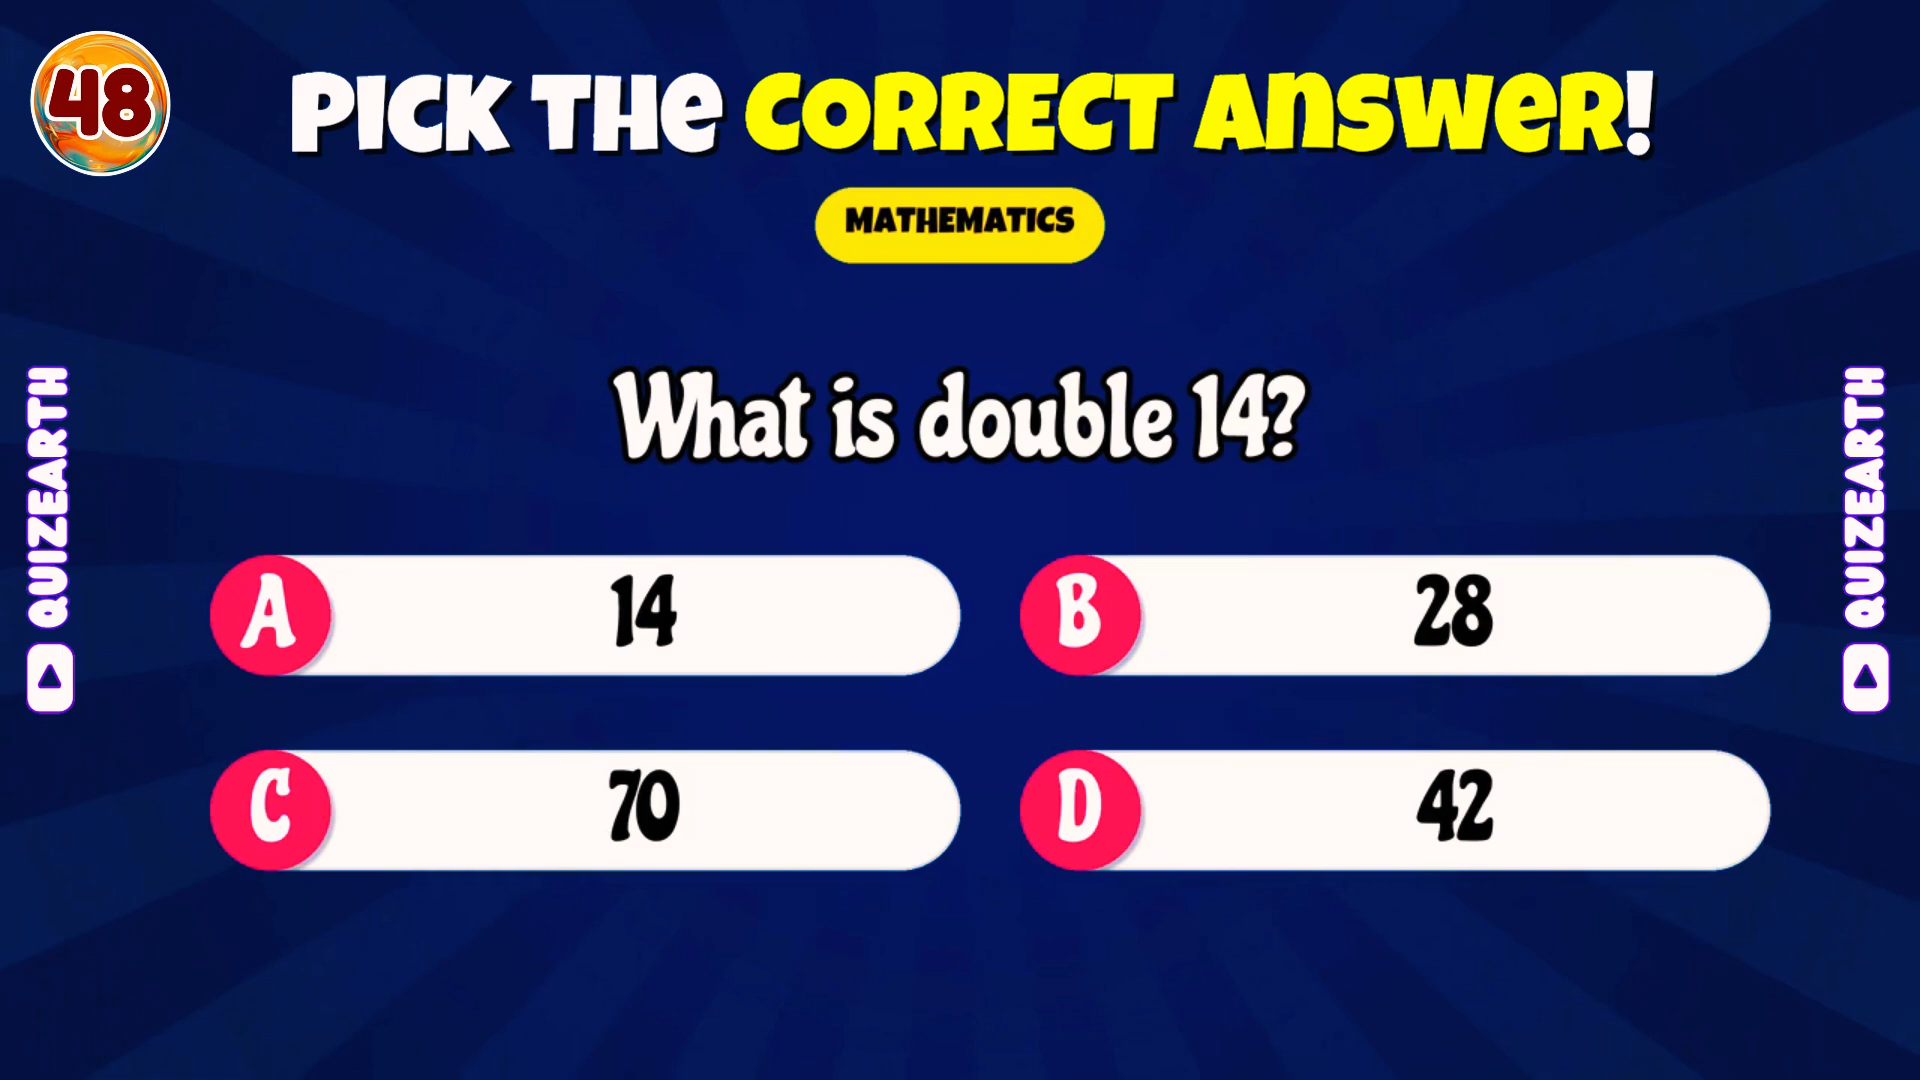 48
PICK THE CORRECT ANSWER!
MATHEMATICS
What is double 14?
A 14
B 28
C 70
D 42
QUIZEARTH
QUIZEARTH